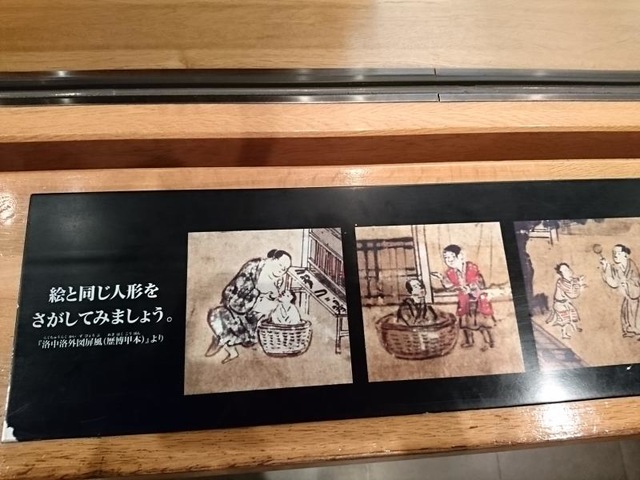 絵と同じ人形を
さがしてみましょう。
『洛中洛外図屏風(歴博甲本)』より